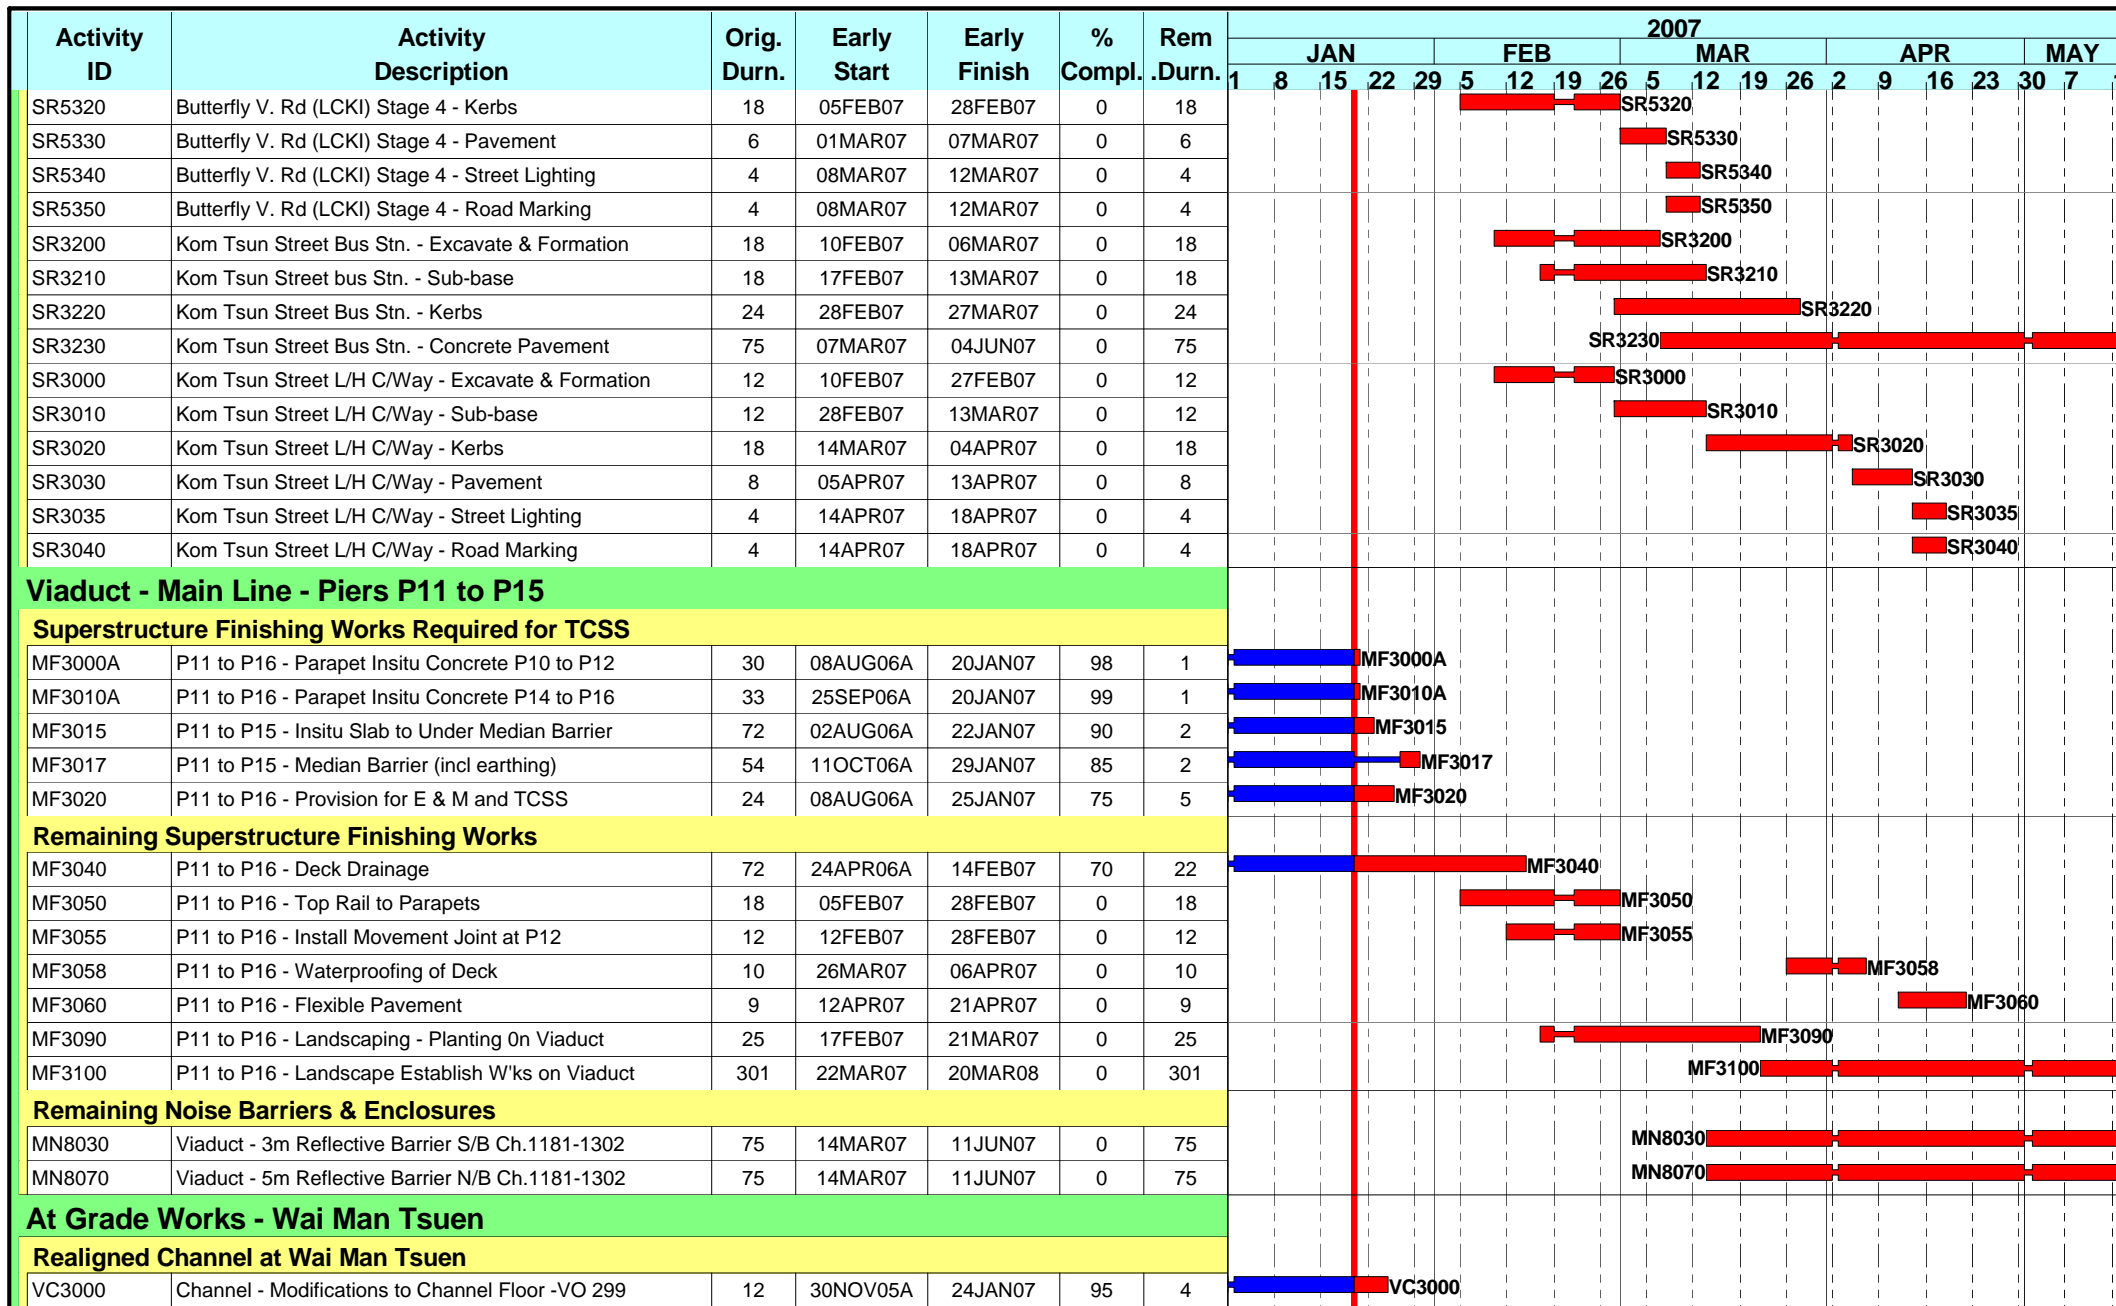 Activity ID Activity Description Orig. Durn. Early Start Early Finish % Compl. Rem .Durn. 2007
JAN FEB MAR APR MAY
1 8 15 22 29 5 12 19 26 5 12 19 26 2 9 16 23 30 7
SR5320 Butterfly V. Rd (LCKI) Stage 4 - Kerbs 18 05FEB07 28FEB07 0 18 SR5320
SR5330 Butterfly V. Rd (LCKI) Stage 4 - Pavement 6 01MAR07 07MAR07 0 6 SR5330
SR5340 Butterfly V. Rd (LCKI) Stage 4 - Street Lighting 4 08MAR07 12MAR07 0 4 SR5340
SR5350 Butterfly V. Rd (LCKI) Stage 4 - Road Marking 4 08MAR07 12MAR07 0 4 SR5350
SR3200 Kom Tsun Street Bus Stn. - Excavate & Formation 18 10FEB07 06MAR07 0 18 SR3200
SR3210 Kom Tsun Street bus Stn. - Sub-base 18 17FEB07 13MAR07 0 18 SR3210
SR3220 Kom Tsun Street Bus Stn. - Kerbs 24 28FEB07 27MAR07 0 24 SR3220
SR3230 Kom Tsun Street Bus Stn. - Concrete Pavement 75 07MAR07 04JUN07 0 75 SR3230
SR3000 Kom Tsun Street L/H C/Way - Excavate & Formation 12 10FEB07 27FEB07 0 12 SR3000
SR3010 Kom Tsun Street L/H C/Way - Sub-base 12 28FEB07 13MAR07 0 12 SR3010
SR3020 Kom Tsun Street L/H C/Way - Kerbs 18 14MAR07 04APR07 0 18 SR3020
SR3030 Kom Tsun Street L/H C/Way - Pavement 8 05APR07 13APR07 0 8 SR3030
SR3035 Kom Tsun Street L/H C/Way - Street Lighting 4 14APR07 18APR07 0 4 SR3035
SR3040 Kom Tsun Street L/H C/Way - Road Marking 4 14APR07 18APR07 0 4 SR3040
Viaduct - Main Line - Piers P11 to P15
Superstructure Finishing Works Required for TCSS
MF3000A P11 to P16 - Parapet Insitu Concrete P10 to P12 30 08AUG06A 20JAN07 98 1 MF3000A
MF3010A P11 to P16 - Parapet Insitu Concrete P14 to P16 33 25SEP06A 20JAN07 99 1 MF3010A
MF3015 P11 to P15 - Insitu Slab to Under Median Barrier 72 02AUG06A 22JAN07 90 2 MF3015
MF3017 P11 to P15 - Median Barrier (incl earthing) 54 11OCT06A 29JAN07 85 2 MF3017
MF3020 P11 to P16 - Provision for E & M and TCSS 24 08AUG06A 25JAN07 75 5 MF3020
Remaining Superstructure Finishing Works
MF3040 P11 to P16 - Deck Drainage 72 24APR06A 14FEB07 70 22 MF3040
MF3050 P11 to P16 - Top Rail to Parapets 18 05FEB07 28FEB07 0 18 MF3050
MF3055 P11 to P16 - Install Movement Joint at P12 12 12FEB07 28FEB07 0 12 MF3055
MF3058 P11 to P16 - Waterproofing of Deck 10 26MAR07 06APR07 0 10 MF3058
MF3060 P11 to P16 - Flexible Pavement 9 12APR07 21APR07 0 9 MF3060
MF3090 P11 to P16 - Landscaping - Planting 0n Viaduct 25 17FEB07 21MAR07 0 25 MF3090
MF3100 P11 to P16 - Landscape Establish W'ks on Viaduct 301 22MAR07 20MAR08 0 301 MF3100
Remaining Noise Barriers & Enclosures
MN8030 Viaduct - 3m Reflective Barrier S/B Ch.1181-1302 75 14MAR07 11JUN07 0 75 MN8030
MN8070 Viaduct - 5m Reflective Barrier N/B Ch.1181-1302 75 14MAR07 11JUN07 0 75 MN8070
At Grade Works - Wai Man Tsuen
Realigned Channel at Wai Man Tsuen
VC3000 Channel - Modifications to Channel Floor -VO 299 12 30NOV05A 24JAN07 95 4 VC3000